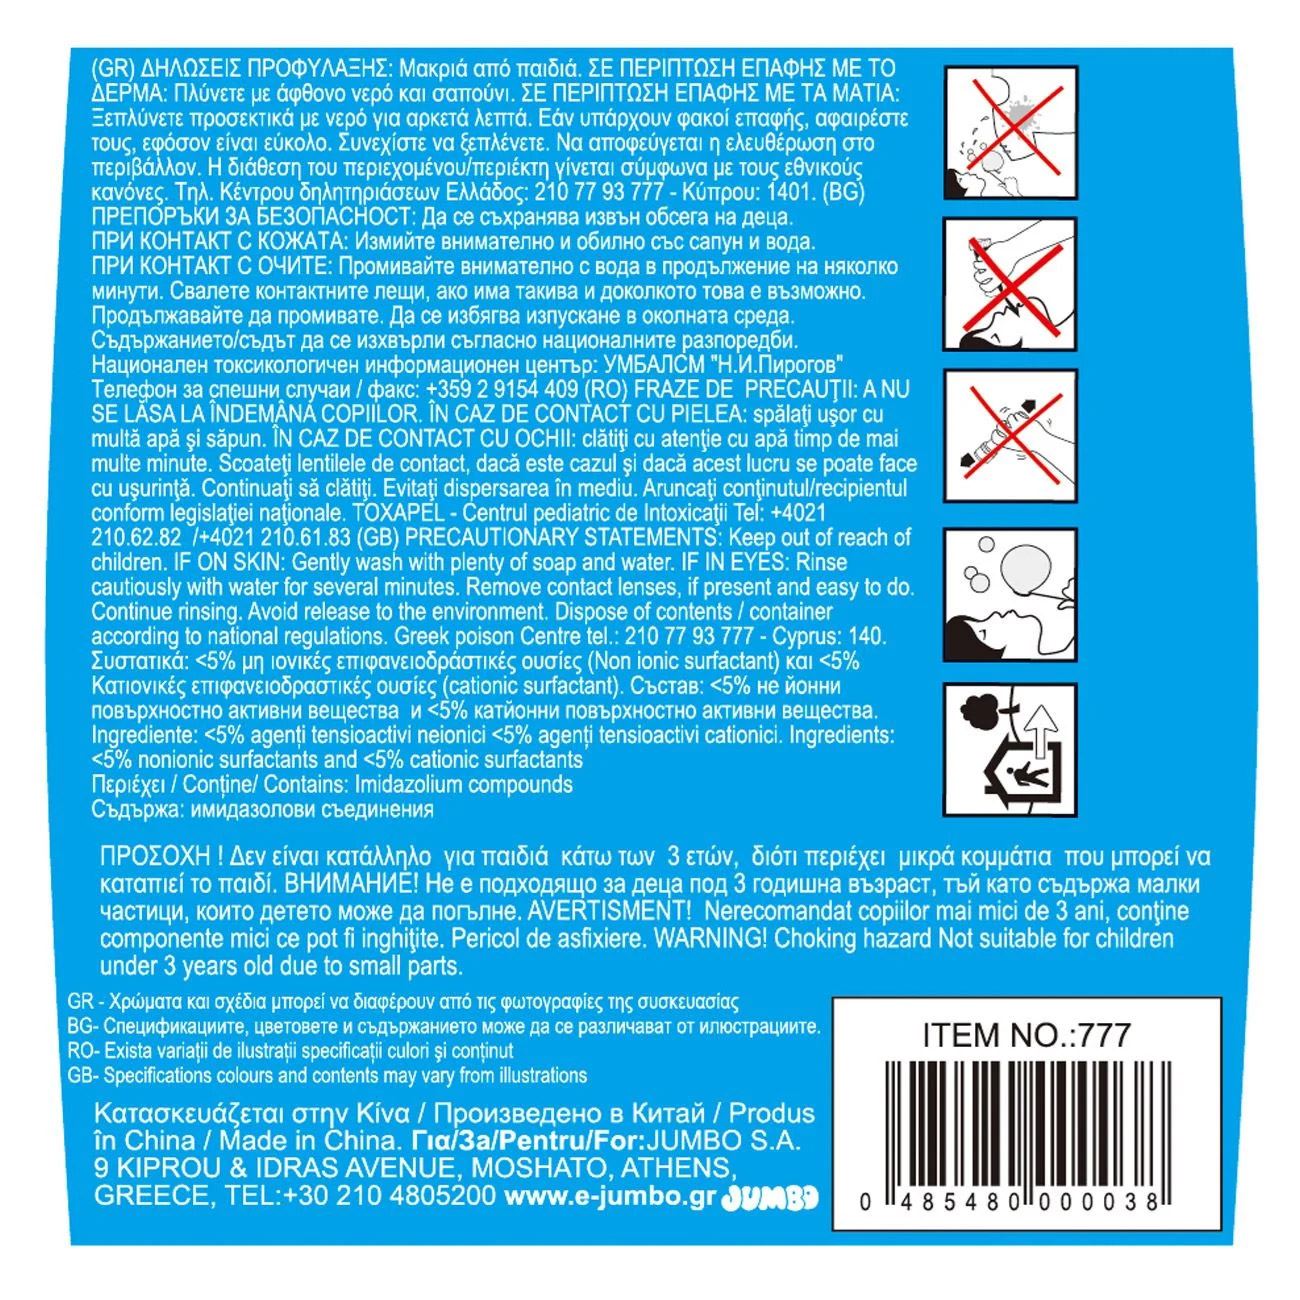 (GR) ΔΗΛΩΣΕΙΣ ΠΡΟΦΥΛΑΞΗΣ: Μακριά από παιδιά. ΣΕ ΠΕΡΙΠΤΩΣΗ ΕΠΑΦΗΣ ΜΕ ΤΟ
ΔΕΡΜΑ: Πλύνετε με άφθονο νερό και σαπούνι. ΣΕ ΠΕΡΙΠΤΩΣΗ ΕΠΑΦΗΣ ΜΕ ΤΑ ΜΑΤΙΑ:
Ξεπλύνετε προσεκτικά με νερό για αρκετά λεπτά. Εάν υπάρχουν φακοί επαφής, αφαιρέστε
τους, εφόσον είναι εύκολο. Συνεχίστε να ξεπλένετε. Να αποφεύγεται η ελευθέρωση στο
περιβάλλον. Η διάθεση του περιεχομένου/περιέκτη γίνεται σύμφωνα με τους εθνικούς
κανόνες. Τηλ. Κέντρου δηλητηριάσεων Ελλάδος: 210 77 93 777 - Κύπρου: 1401. (BG)
ПРЕПОРЪКИ ЗА БЕЗОПАСНОСТ: Да се съхранява извън обсега на деца.
ПРИ КОНТАКТ С КОЖАТА: Измийте внимателно и обилно със сапун и вода.
ПРИ КОНТАКТ С ОЧИТЕ: Промивайте внимателно с вода в продължение на няколко
минути. Свалете контактните лещи, ако има такива и доколкото това е възможно.
Продължавайте да промивате. Да се избягва изпускане в околната среда.
Съдържанието/съдът да се изхвърли съгласно националните разпоредби.
Национален токсикологичен информационен център: УМБАЛСМ "Н.И.Пирогов"
Телефон за спешни случаи / факс: +359 2 9154 409 (RO) FRAZE DE  PRECAUŢII: A NU
SE LĂSA LA ÎNDEMÂNA COPIILOR. ÎN CAZ DE CONTACT CU PIELEA: spălaţi uşor cu
multă apă şi săpun. ÎN CAZ DE CONTACT CU OCHII: clătiţi cu atenţie cu apă timp de mai
multe minute. Scoateţi lentilele de contact, dacă este cazul şi dacă acest lucru se poate face
cu uşurinţă. Continuaţi să clătiţi. Evitaţi dispersarea în mediu. Aruncaţi conţinutul/recipientul
conform legislaţiei naţionale. TOXAPEL - Centrul pediatric de Intoxicaţii Tel: +4021
210.62.82  /+4021 210.61.83 (GB) PRECAUTIONARY STATEMENTS: Keep out of reach of
children. IF ON SKIN: Gently wash with plenty of soap and water. IF IN EYES: Rinse
cautiously with water for several minutes. Remove contact lenses, if present and easy to do.
Continue rinsing. Avoid release to the environment. Dispose of contents / container
according to national regulations. Greek poison Centre tel.: 210 77 93 777 - Cyprus: 140.
Συστατικά: <5% μη ιονικές επιφανειοδράστικές ουσίες (Non ionic surfactant) και <5%
Κατιονικές επιφανειοδραστικές ουσίες (cationic surfactant). Състав: <5% не йонни
повърхностно активни вещества  и <5% катйонни повърхностно активни вещества.
Ingrediente: <5% agenți tensioactivi neionici <5% agenți tensioactivi cationici. Ingredients:
<5% nonionic surfactants and <5% cationic surfactants
Περιέχει / Conține/ Contains: Imidazolium compounds
Съдържа: имидазолови съединения
ΠΡΟΣΟΧΗ ! Δεν είναι κατάλληλο  για παιδιά  κάτω των  3 ετών,  διότι περιέχει  μικρά κομμάτια  που μπορεί να
καταπιεί το παιδί. ВНИМАНИЕ! Не е подходящо за деца под 3 годишна възраст, тъй като съдържа малки
частици, които детето може да погълне. AVERTISMENT!  Nerecomandat copiilor mai mici de 3 ani, conţine
componente mici ce pot fi inghiţite. Pericol de asfixiere. WARNING! Choking hazard Not suitable for children
under 3 years old due to small parts.
GR - Χρώματα και σχέδια μπορεί να διαφέρουν από τις φωτογραφίες της συσκευασίας
BG- Спецификациите, цветовете и съдържанието може да се различават от илюстрациите.
RO- Exista variații de ilustrații specificații culori şi conținut
GB- Specifications colours and contents may vary from illustrations
Κατασκευάζεται στην Κίνα / Произведено в Китай / Produs
în China / Made in China. Για/За/Pentru/For:JUMBO S.A.
9 KIPROU & IDRAS AVENUE, MOSHATO, ATHENS,
GREECE, TEL:+30 210 4805200 www.e-jumbo.gr JUMBO
ITEM NO.:777
0 485480 000038